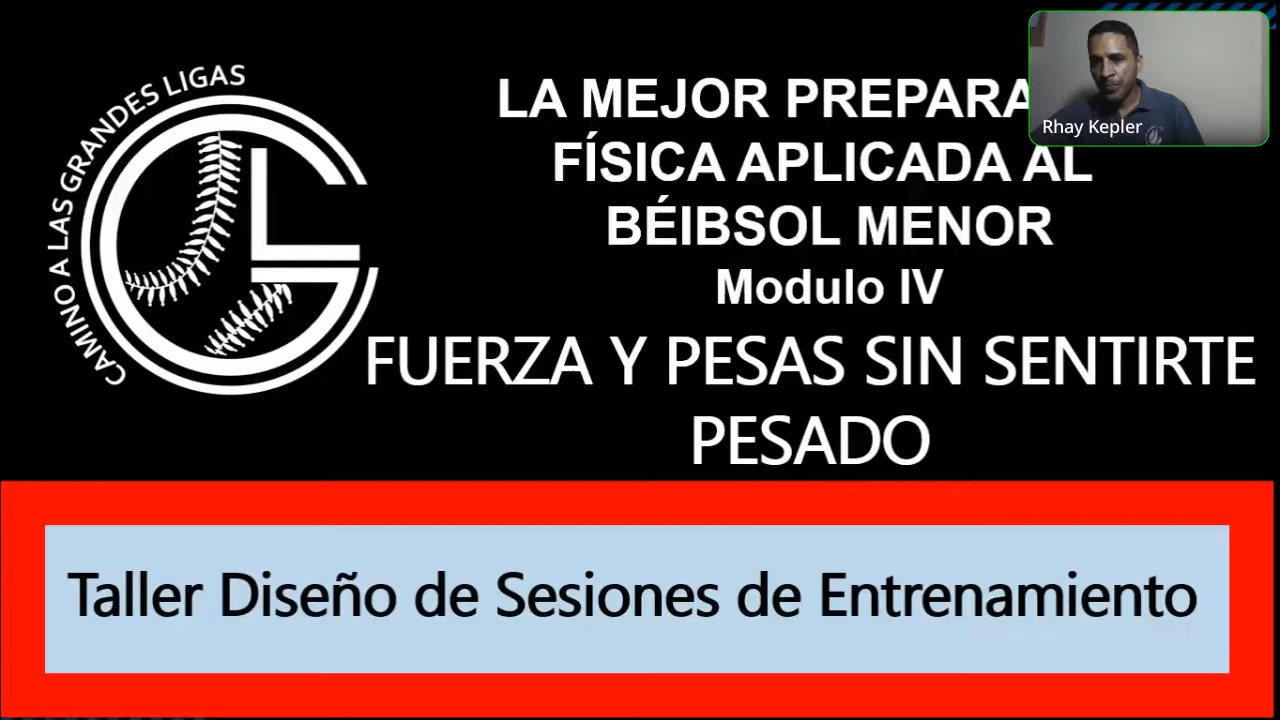 CAMINO A LAS GRANDES LIGAS
LA MEJOR PREPARA
FÍSICA APLICADA AL
BÉIBSOL MENOR
Modulo IV
FUERZA Y PESAS SIN SENTIRTE
PESADO
Rhay Kepler
Taller Diseño de Sesiones de Entrenamiento